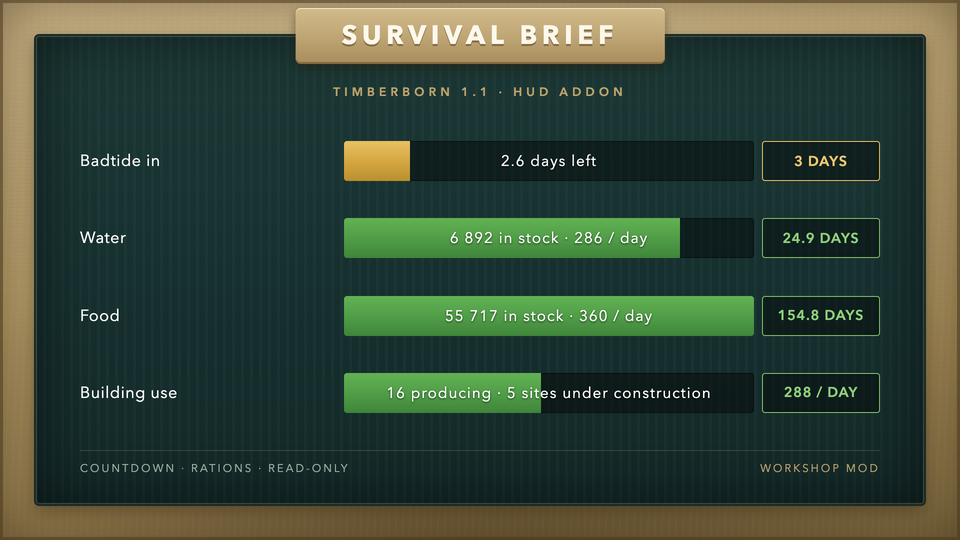 SURVIVAL BRIEF
TIMBERBORN 1.1 · HUD ADDON
Badtide in 2.6 days left 3 DAYS
Water 6 892 in stock · 286 / day 24.9 DAYS
Food 55 717 in stock · 360 / day 154.8 DAYS
Building use 16 producing · 5 sites under construction 288 / DAY
COUNTDOWN · RATIONS · READ-ONLY WORKSHOP MOD